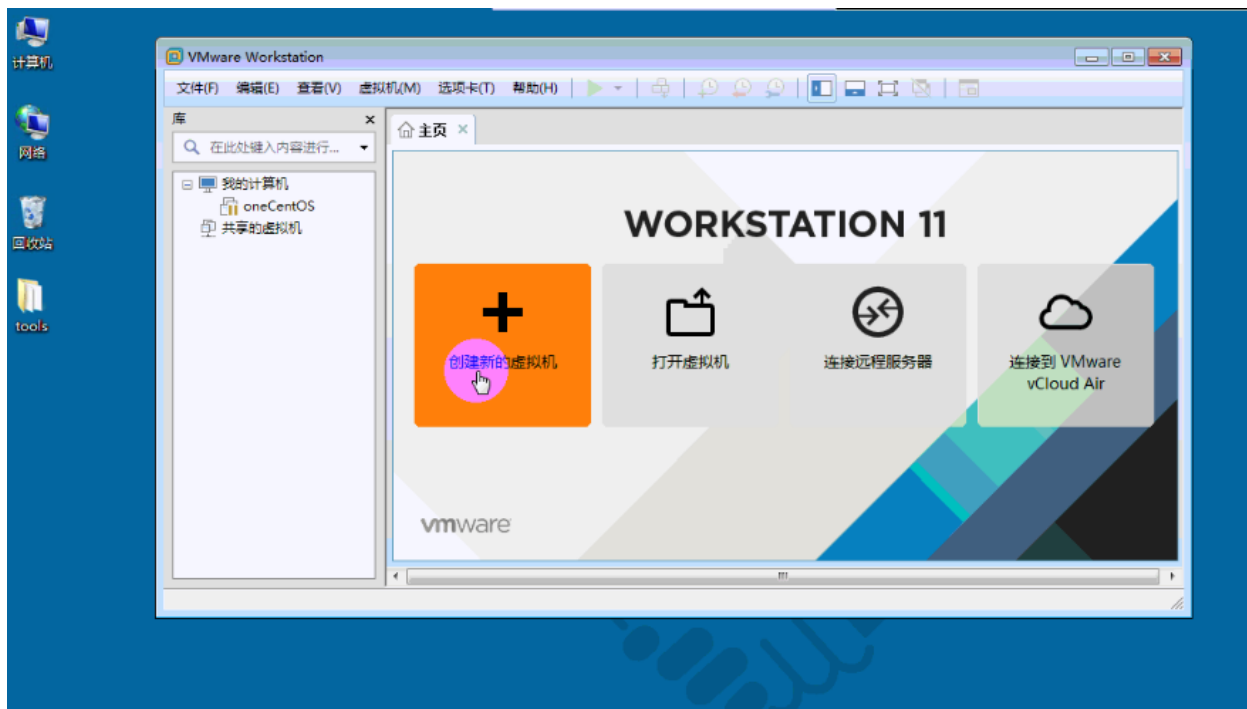 计算机
网络
回收站
tools
VMware Workstation
文件(F) 编辑(E) 查看(V) 虚拟机(M) 选项卡(T) 帮助(H)
库
在此处键入内容进行...
我的计算机
oneCentOS
共享的虚拟机
主页
WORKSTATION 11
创建新的虚拟机
打开虚拟机
连接远程服务器
连接到 VMware
vCloud Air
vmware